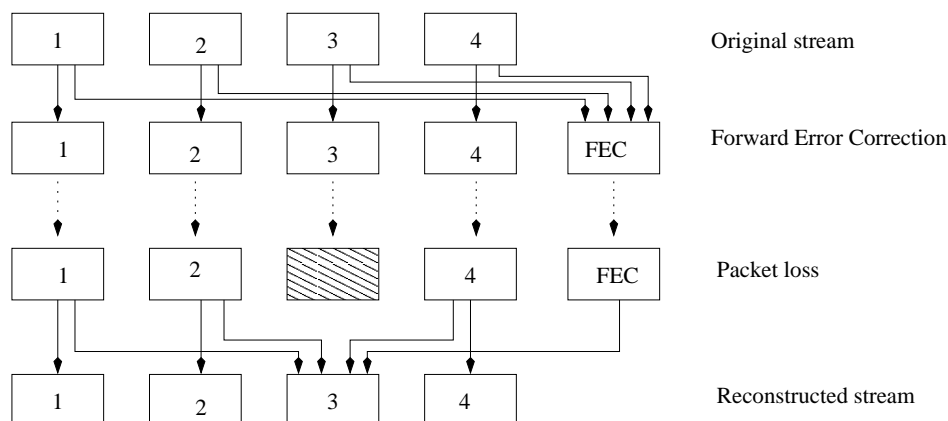 1 2 3 4 Original stream
1 2 3 4 FEC Forward Error Correction
1 2 4 FEC Packet loss
1 2 3 4 Reconstructed stream